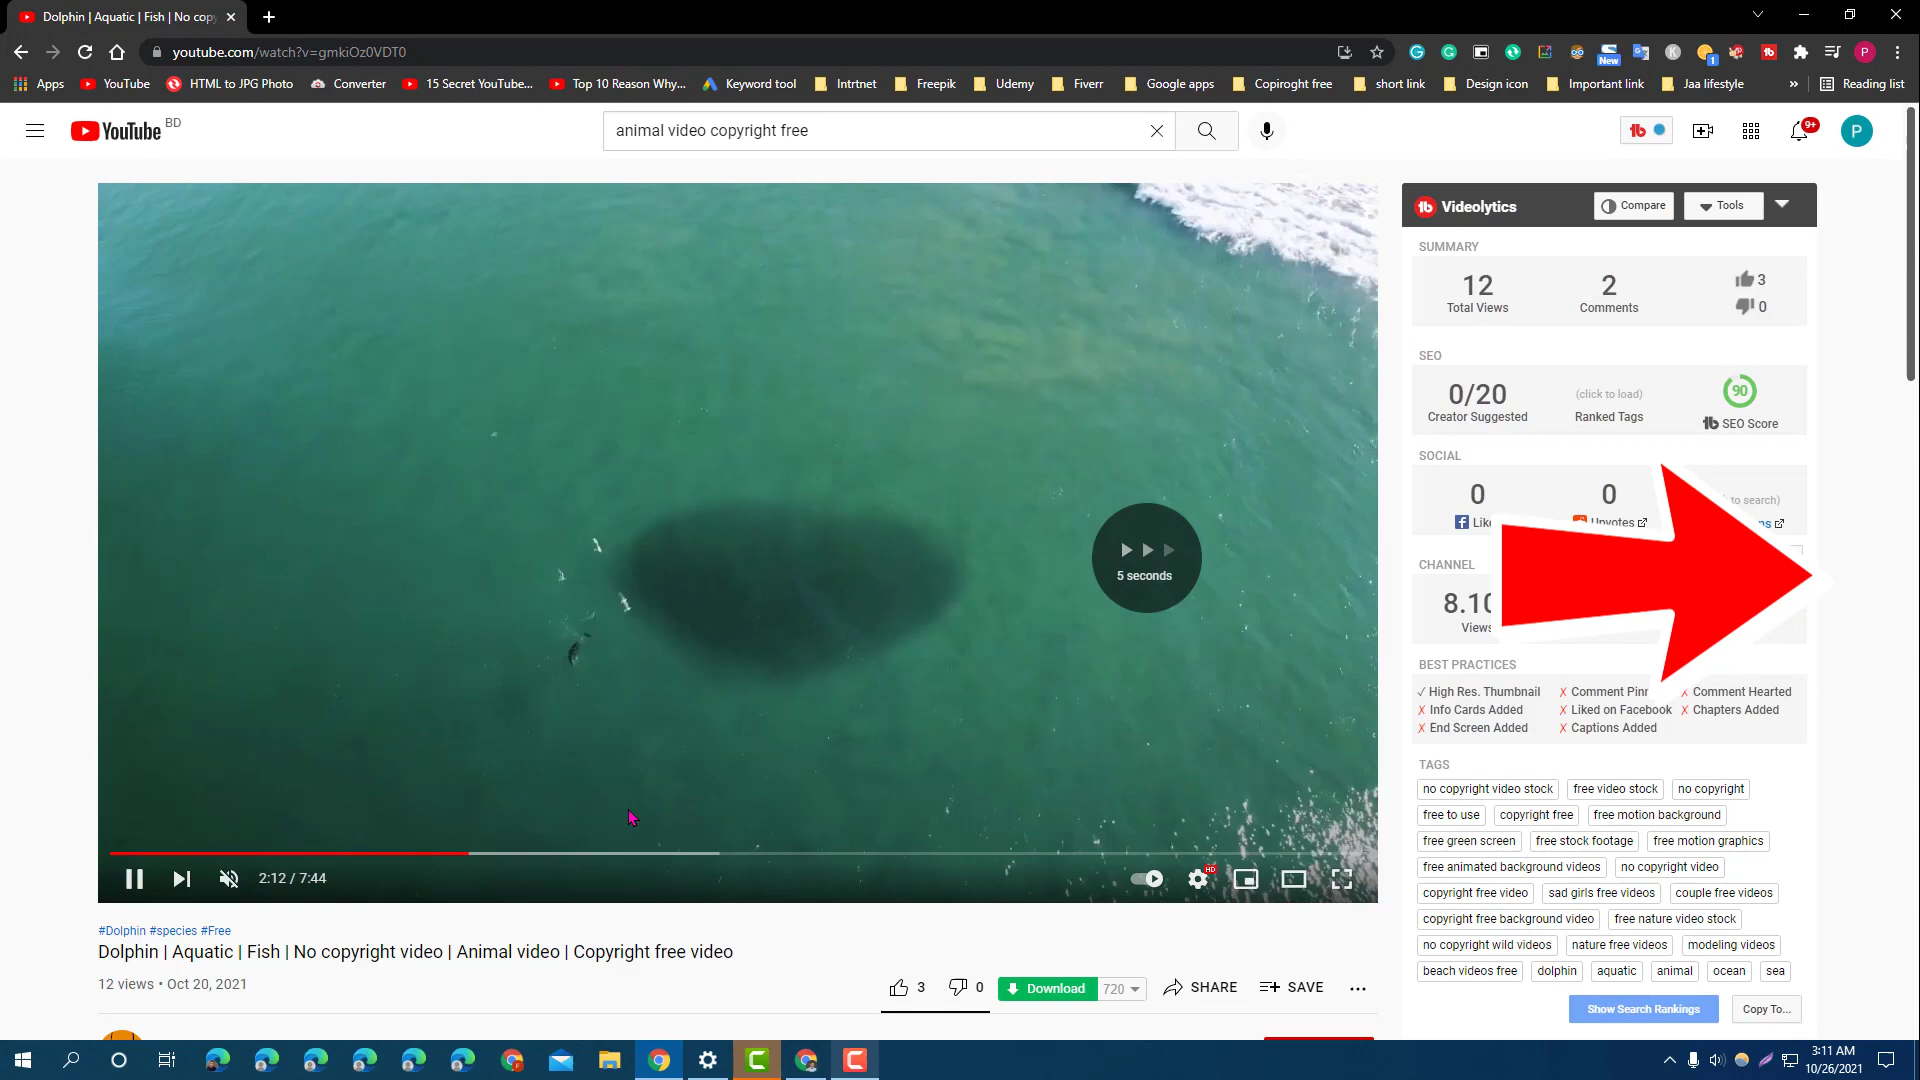 Dolphin | Aquatic | Fish | No copy
youtube.com/watch?v=gmkiOz0VDT0
New
1
Apps
YouTube
HTML to JPG Photo
Converter
15 Secret YouTube...
Top 10 Reason Why...
Keyword tool
Intrtnet
Freepik
Udemy
Fiverr
Google apps
Copiroght free
short link
Design icon
Important link
Jaa lifestyle
»
Reading list
YouTube BD
animal video copyright free
9+
P
5 seconds
2:12 / 7:44
HD
#Dolphin #species #Free
Dolphin | Aquatic | Fish | No copyright video | Animal video | Copyright free video
12 views • Oct 20, 2021
3
0
Download
720
SHARE
SAVE
Videolytics
Compare
Tools
SUMMARY
12
Total Views
2
Comments
3
0
SEO
0/20
Creator Suggested
(click to load)
Ranked Tags
90
SEO Score
SOCIAL
0
0
Upvotes
to search)
CHANNEL
8.10
Views
BEST PRACTICES
✓ High Res. Thumbnail
✗ Comment Pinn
✗ Comment Hearted
✗ Info Cards Added
✗ Liked on Facebook
✗ Chapters Added
✗ End Screen Added
✗ Captions Added
TAGS
no copyright video stock
free video stock
no copyright
free to use
copyright free
free motion background
free green screen
free stock footage
free motion graphics
free animated background videos
no copyright video
copyright free video
sad girls free videos
couple free videos
copyright free background video
free nature video stock
no copyright wild videos
nature free videos
modeling videos
beach videos free
dolphin
aquatic
animal
ocean
sea
Show Search Rankings
Copy To...
3:11 AM
10/26/2021